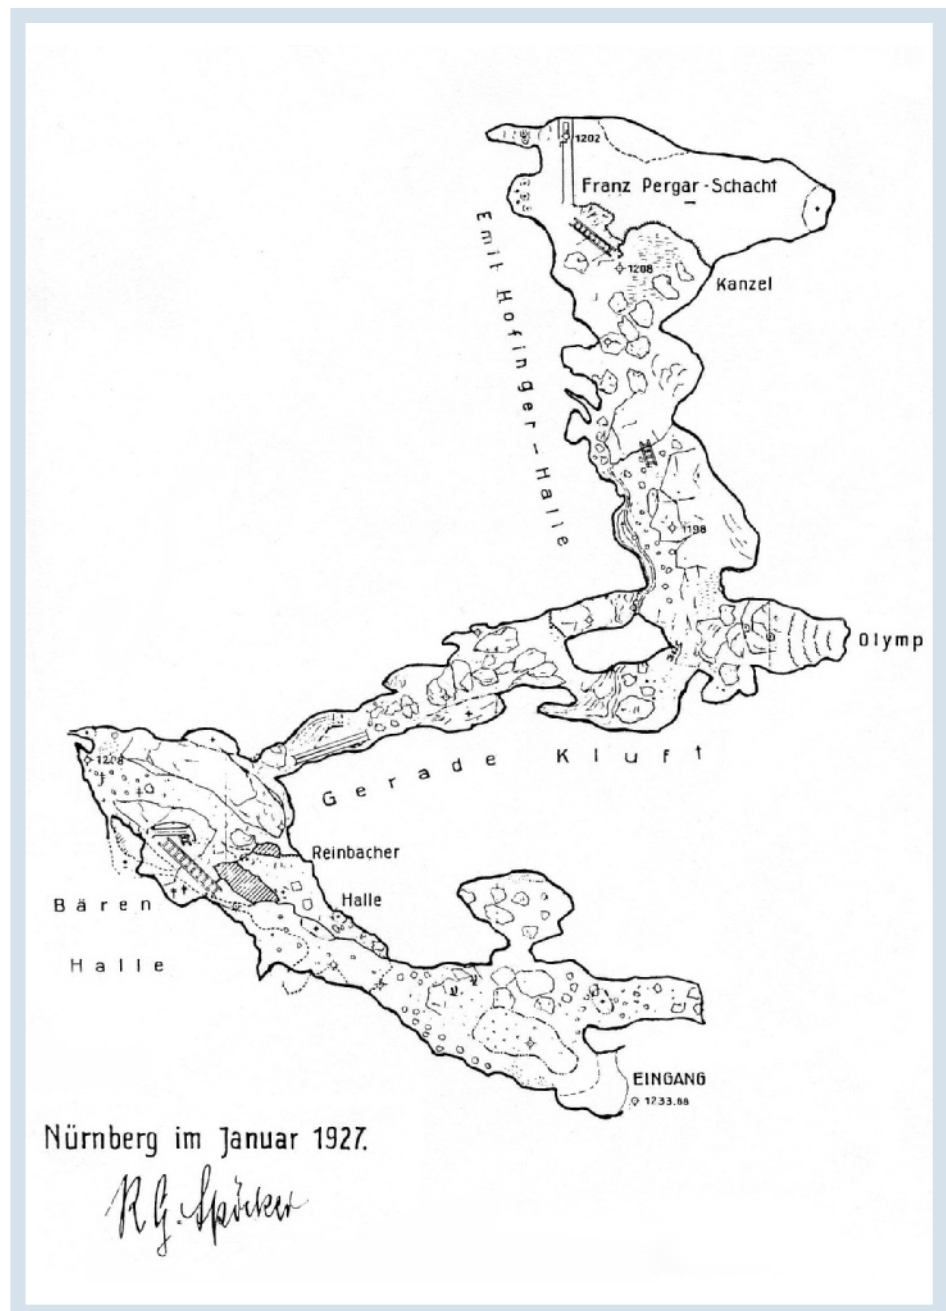 1202
Franz Pergar-Schacht
Emil Hofinger-Halle
1208
Kanzel
1198
Olymp
Gerade Kluft
1208
Reinbacher
Halle
Bären
Halle
EINGANG
1233.88
Nürnberg im Januar 1927.
R. G. Spöcker